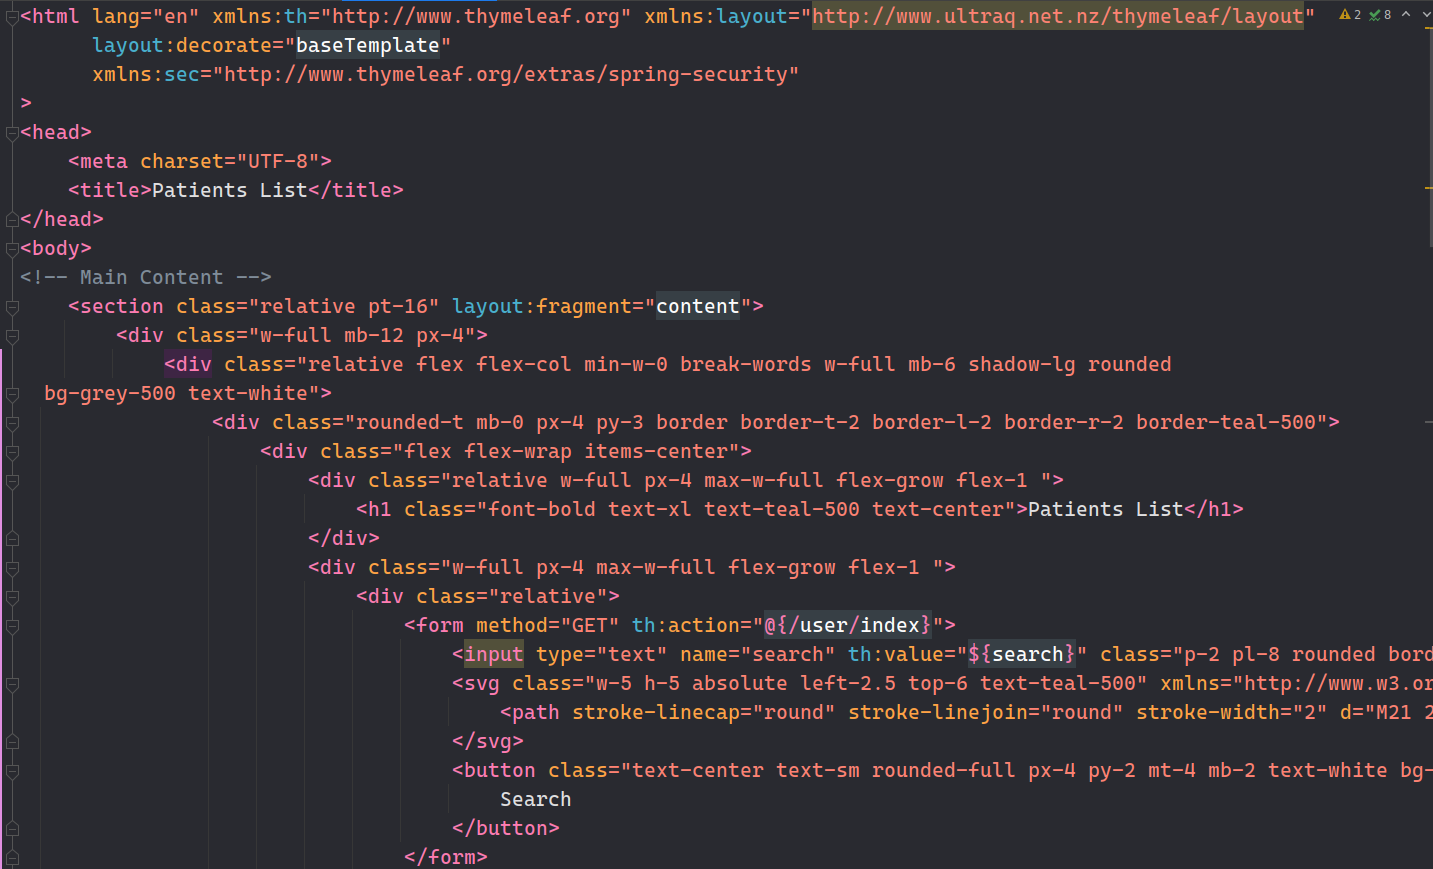 <html lang="en" xmlns:th="http://www.thymeleaf.org" xmlns:layout="http://www.ultraq.net.nz/thymeleaf/layout" 2 8
layout:decorate="baseTemplate"
xmlns:sec="http://www.thymeleaf.org/extras/spring-security"
>
<head>
<meta charset="UTF-8">
<title>Patients List</title>
</head>
<body>
<!-- Main Content -->
<section class="relative pt-16" layout:fragment="content">
<div class="w-full mb-12 px-4">
<div class="relative flex flex-col min-w-0 break-words w-full mb-6 shadow-lg rounded
bg-grey-500 text-white">
<div class="rounded-t mb-0 px-4 py-3 border border-t-2 border-l-2 border-r-2 border-teal-500">
<div class="flex flex-wrap items-center">
<div class="relative w-full px-4 max-w-full flex-grow flex-1 ">
<h1 class="font-bold text-xl text-teal-500 text-center">Patients List</h1>
</div>
<div class="w-full px-4 max-w-full flex-grow flex-1 ">
<div class="relative">
<form method="GET" th:action="@{/user/index}">
<input type="text" name="search" th:value="${search}" class="p-2 pl-8 rounded bord
<svg class="w-5 h-5 absolute left-2.5 top-6 text-teal-500" xmlns="http://www.w3.or
<path stroke-linecap="round" stroke-linejoin="round" stroke-width="2" d="M21 2
</svg>
<button class="text-center text-sm rounded-full px-4 py-2 mt-4 mb-2 text-white bg-
Search
</button>
</form>